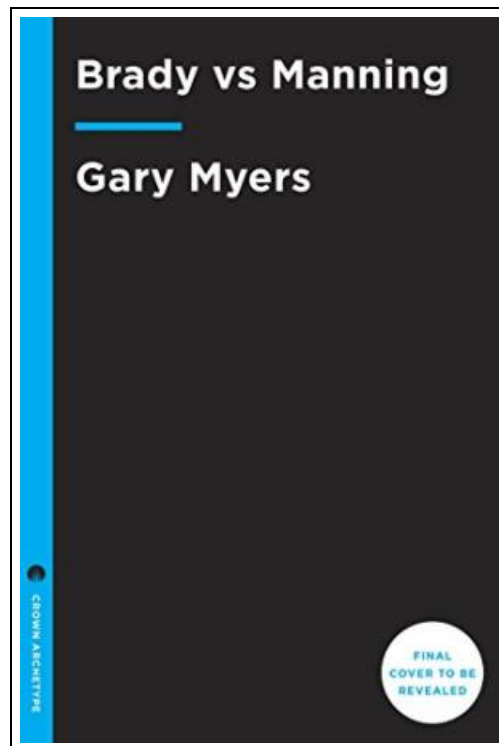 Brady vs Manning
Gary Myers
CROWN ARCHETYPE
FINAL
COVER TO BE
REVEALED